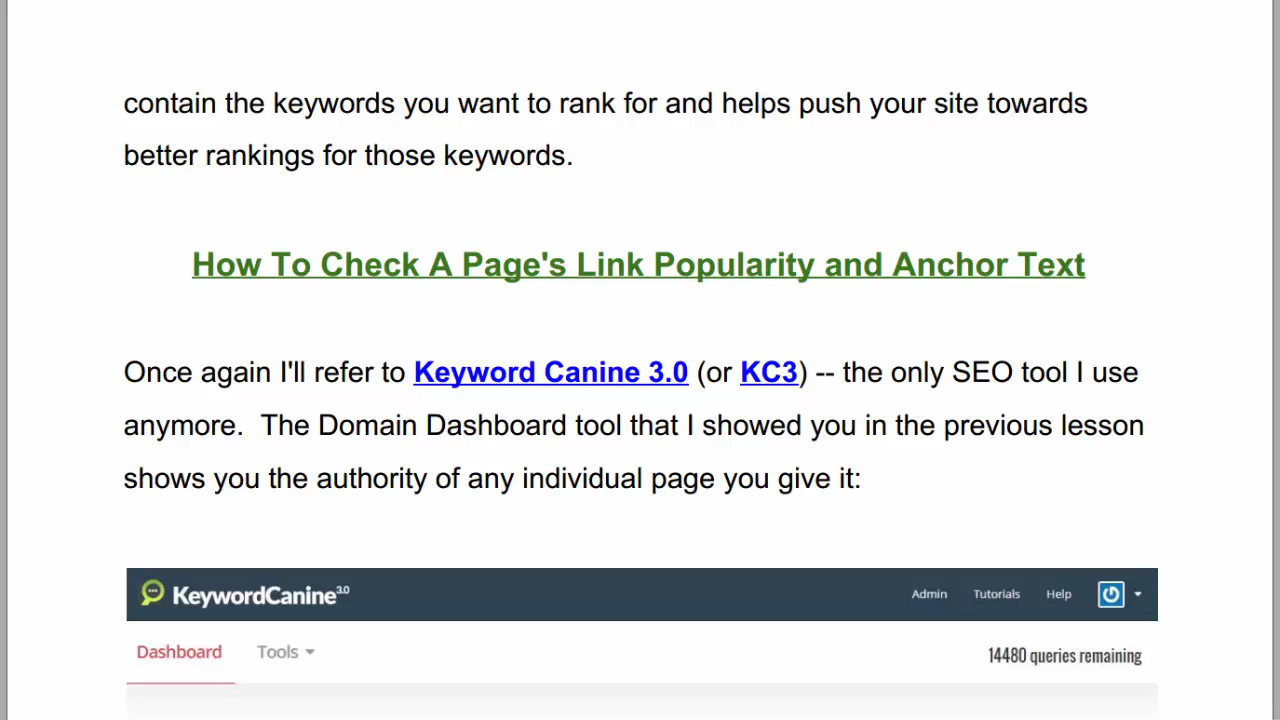 contain the keywords you want to rank for and helps push your site towards
better rankings for those keywords.
How To Check A Page's Link Popularity and Anchor Text
Once again I'll refer to Keyword Canine 3.0 (or KC3) -- the only SEO tool I use
anymore.  The Domain Dashboard tool that I showed you in the previous lesson
shows you the authority of any individual page you give it:
KeywordCanine3.0 Admin Tutorials Help
Dashboard Tools 14480 queries remaining